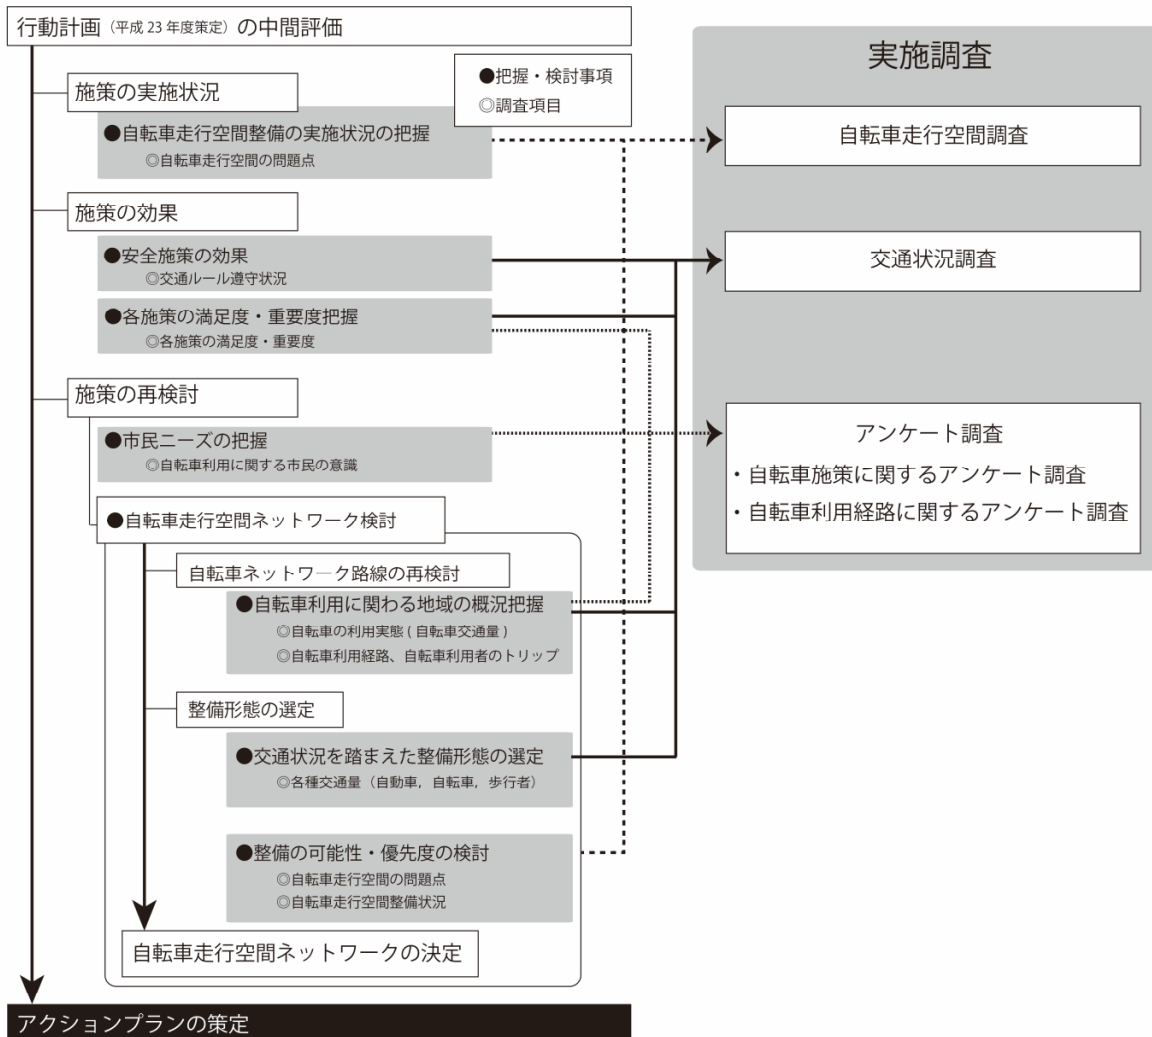 行動計画（平成 23 年度策定）の中間評価
●把握・検討事項
◎調査項目
施策の実施状況
●自転車走行空間整備の実施状況の把握
◎自転車走行空間の問題点
施策の効果
●安全施策の効果
◎交通ルール遵守状況
●各施策の満足度・重要度把握
◎各施策の満足度・重要度
施策の再検討
●市民ニーズの把握
◎自転車利用に関する市民の意識
●自転車走行空間ネットワーク検討
自転車ネットワーク路線の再検討
●自転車利用に関わる地域の概況把握
◎自転車の利用実態 ( 自転車交通量 )
◎自転車利用経路、自転車利用者のトリップ
整備形態の選定
●交通状況を踏まえた整備形態の選定
◎各種交通量（自動車，自転車，歩行者）
●整備の可能性・優先度の検討
◎自転車走行空間の問題点
◎自転車走行空間整備状況
自転車走行空間ネットワークの決定
アクションプランの策定
実施調査
自転車走行空間調査
交通状況調査
アンケート調査
・自転車施策に関するアンケート調査
・自転車利用経路に関するアンケート調査